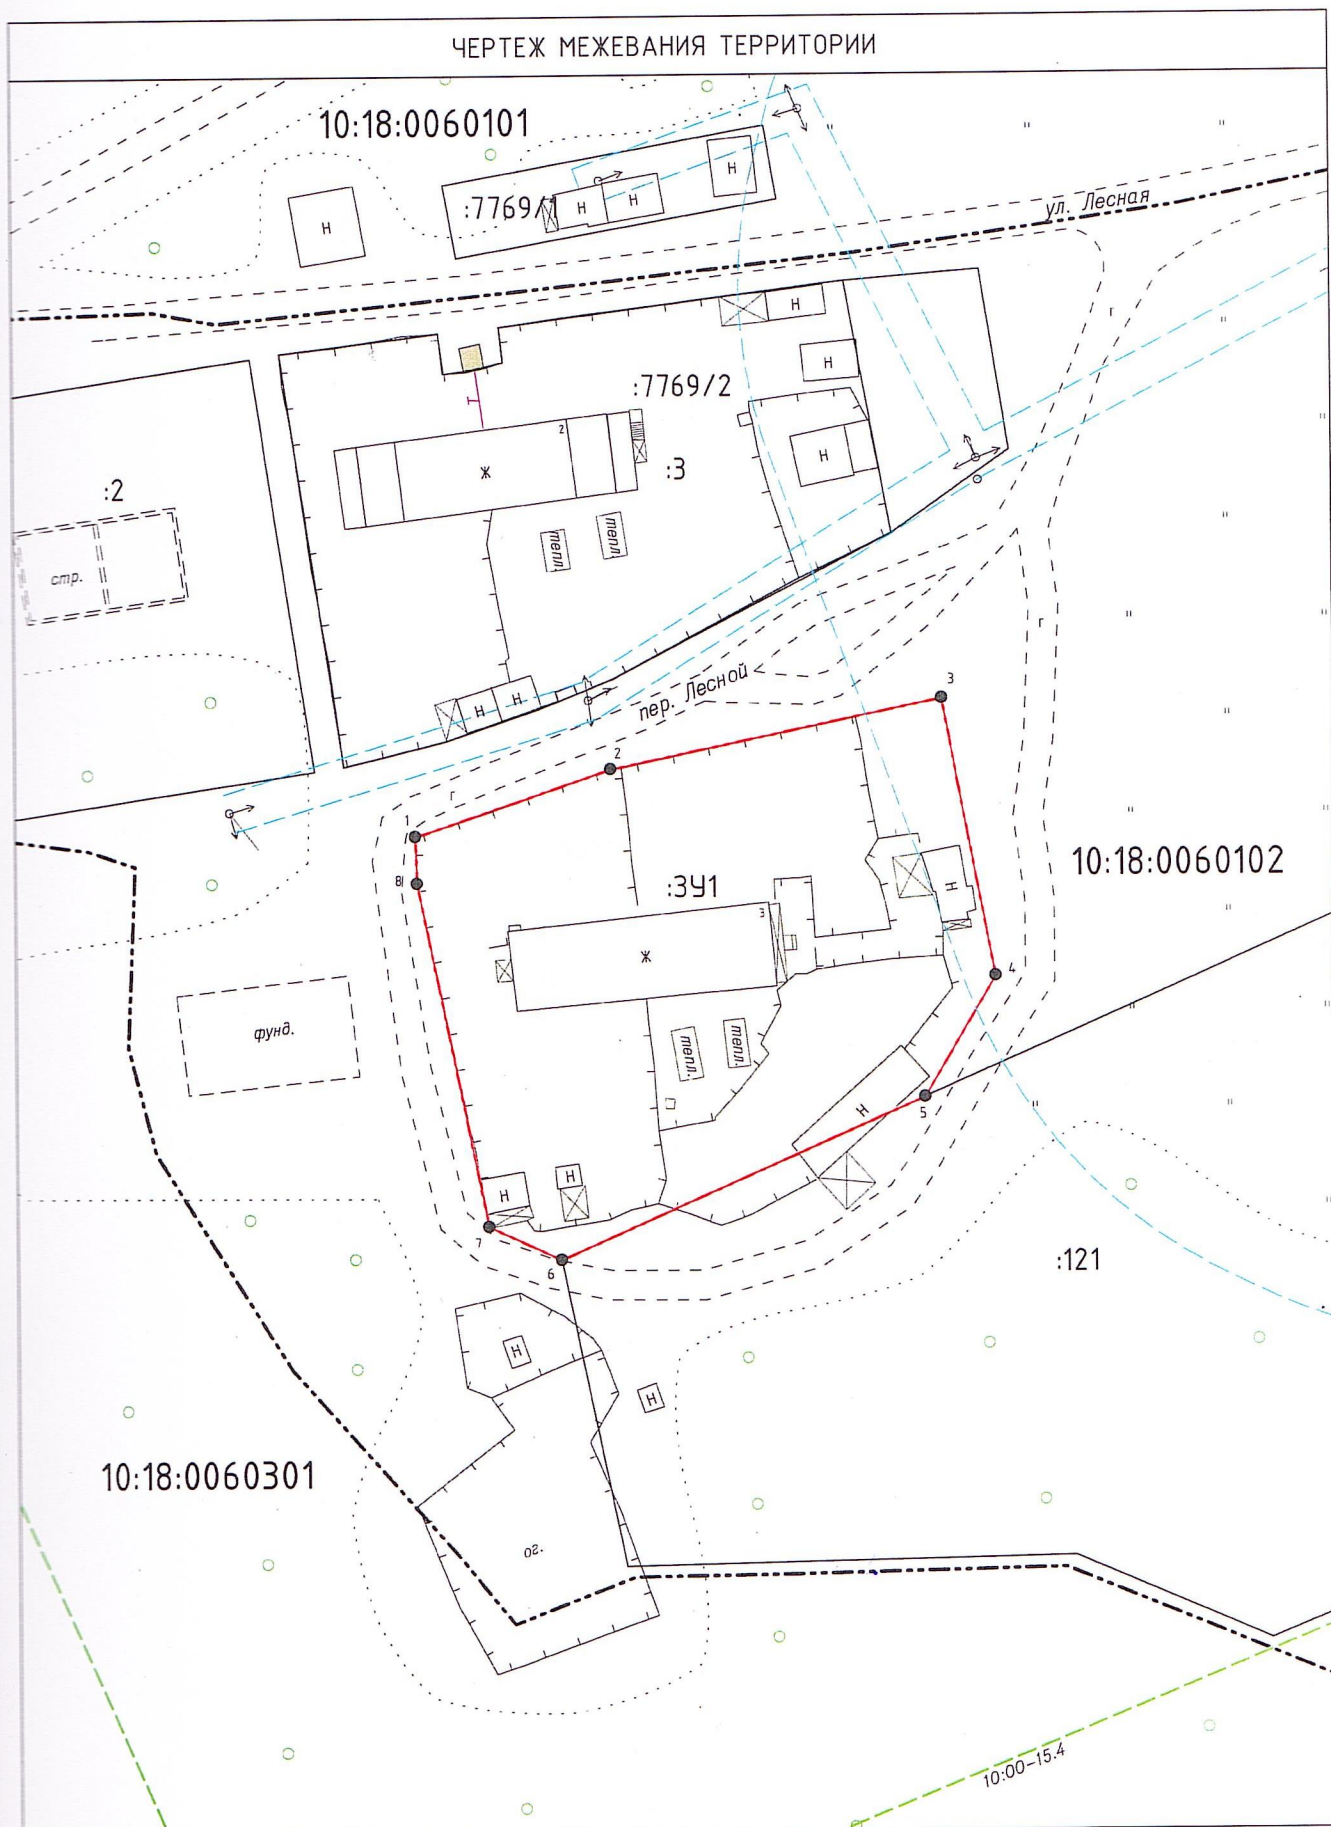 ЧЕРТЕЖ МЕЖЕВАНИЯ ТЕРРИТОРИИ
10:18:0060101
Н
:7769/1
Н
Н
Н
ул. Лесная
Н
г
Н
:7769/2
2
Ж
:3
Н
:2
тепл.
тепл.
стр.
г
Н
Н
пер. Лесной
3
2
г
1
10:18:0060102
8
:ЗУ1
Н
3
Ж
4
фунд.
тепл.
тепл.
5
Н
Н
Н
7
6
:121
Н
Н
10:18:0060301
ог.
10:00-15.4